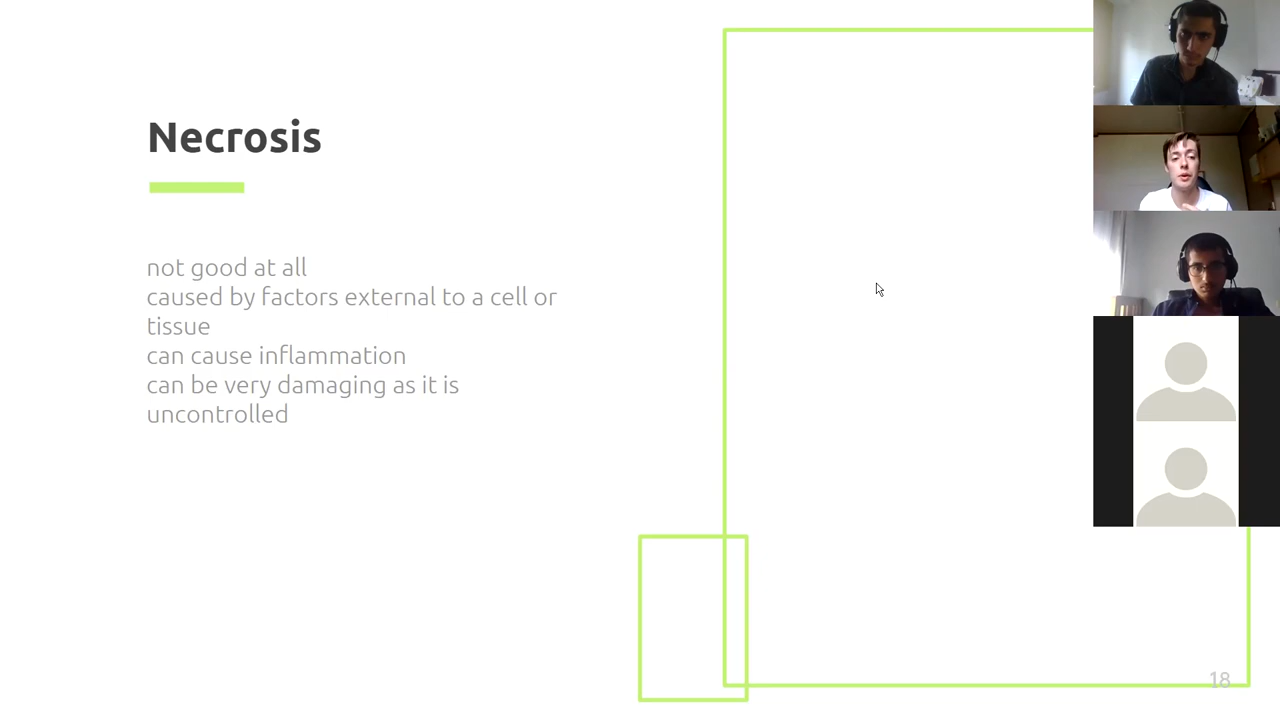 Necrosis
not good at all
caused by factors external to a cell or
tissue
can cause inflammation
can be very damaging as it is
uncontrolled
18